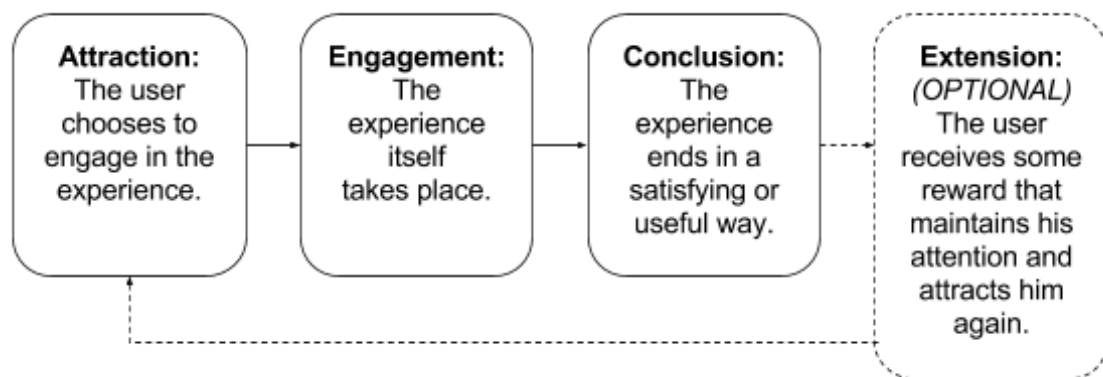 Attraction:
The user
chooses to
engage in the
experience.
Engagement:
The
experience
itself
takes place.
Conclusion:
The
experience
ends in a
satisfying or
useful way.
Extension:
(OPTIONAL)
The user
receives some
reward that
maintains his
attention and
attracts him
again.